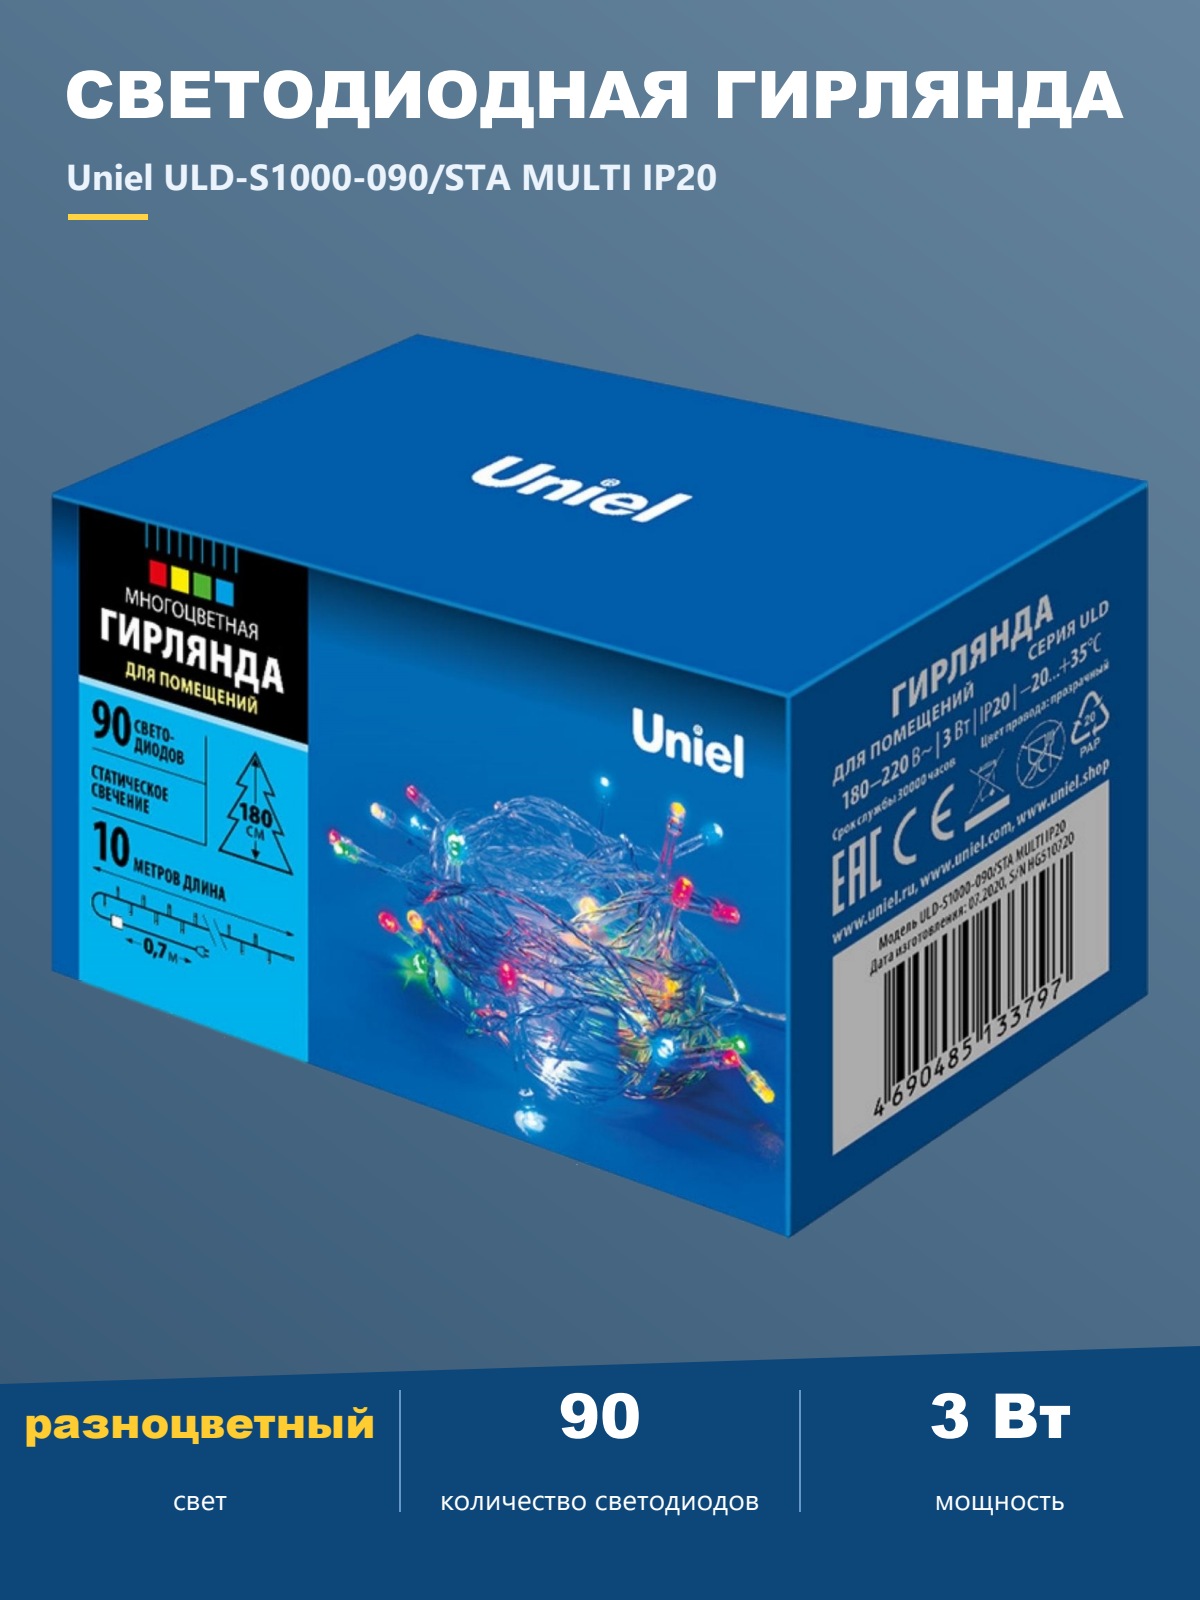 СВЕТОДИОДНАЯ ГИРЛЯНДА
Uniel ULD-S1000-090/STA MULTI IP20
Uniel
МНОГОЦВЕТНАЯ
ГИРЛЯНДА
ДЛЯ ПОМЕЩЕНИЙ
90 СВЕТО-
ДИОДОВ
СТАТИЧЕСКОЕ
СВЕЧЕНИЕ
180
СМ
10 МЕТРОВ ДЛИНА
0,7 м
Uniel
ГИРЛЯНДА
СЕРИЯ ULD
ДЛЯ ПОМЕЩЕНИЙ
180–220 В~ | 3 Вт | IP20 | –20...+35°С
Срок службы 30000 часов
Цвет провода: прозрачный
EAC CE
20
PAP
www.uniel.ru, www.uniel.com, www.uniel.shop
Модель ULD-S1000-090/STA MULTI IP20
Дата изготовления: 07.2020, S/N HG510720
4 690485 133797
разноцветный
свет
90
количество светодиодов
3 Вт
мощность